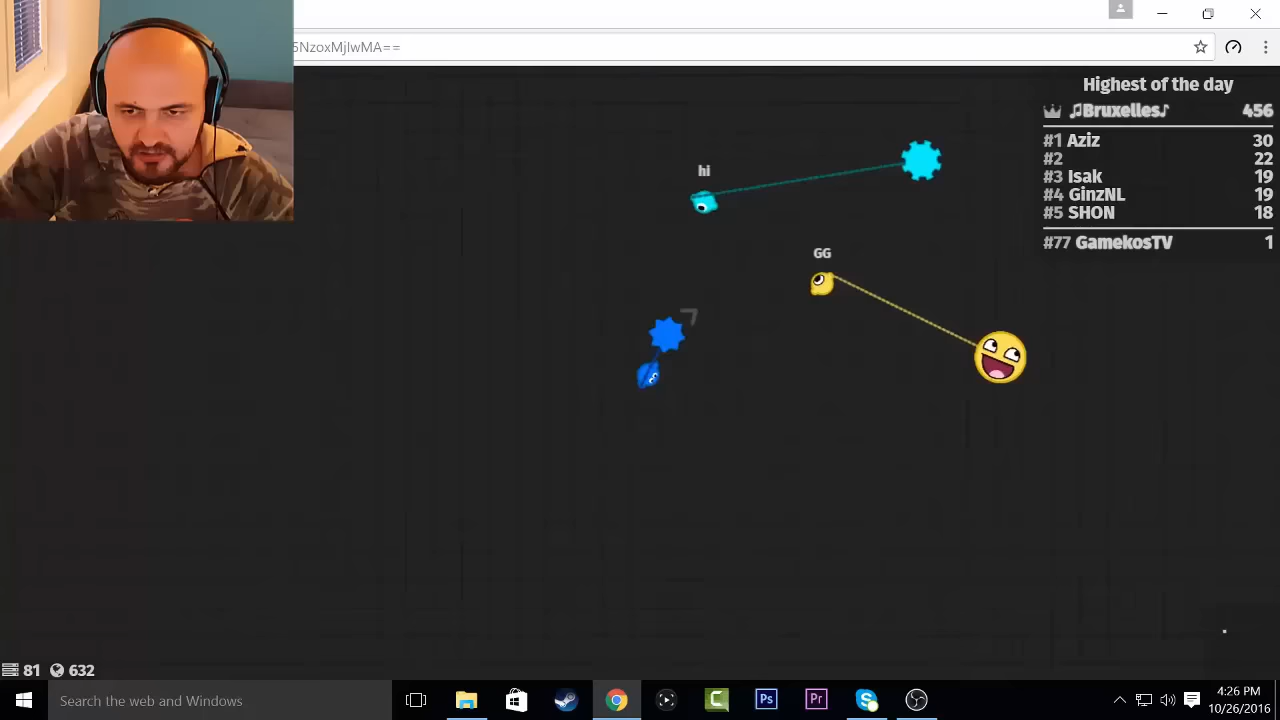 5NzoxMjIwMA==
Highest of the day
♫Bruxelles♪ 456
#1 Aziz 30
#2 22
#3 Isak 19
#4 GinzNL 19
#5 SHON 18
#77 GamekosTV 1
hi
GG
81 632
Search the web and Windows
Ps
Pr
4:26 PM
10/26/2016